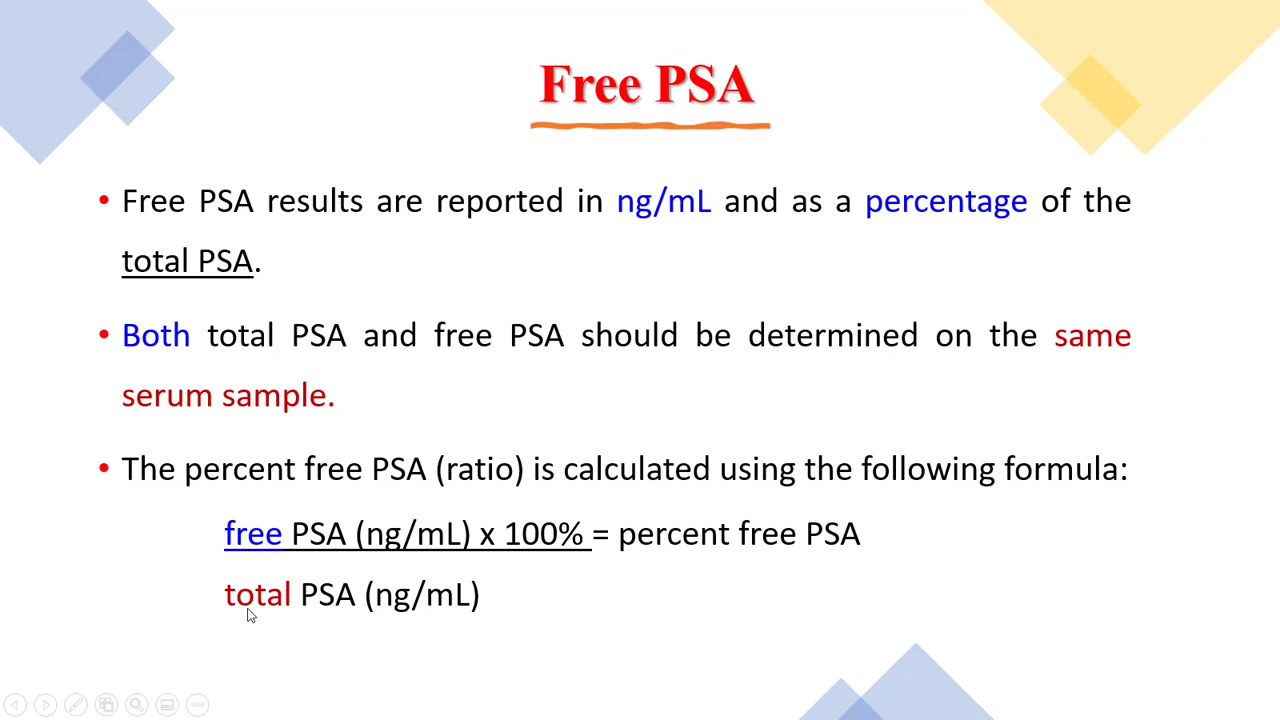 Free PSA
• Free PSA results are reported in ng/mL and as a percentage of the
total PSA.
• Both total PSA and free PSA should be determined on the same
serum sample.
• The percent free PSA (ratio) is calculated using the following formula:
free PSA (ng/mL) x 100% = percent free PSA
total PSA (ng/mL)